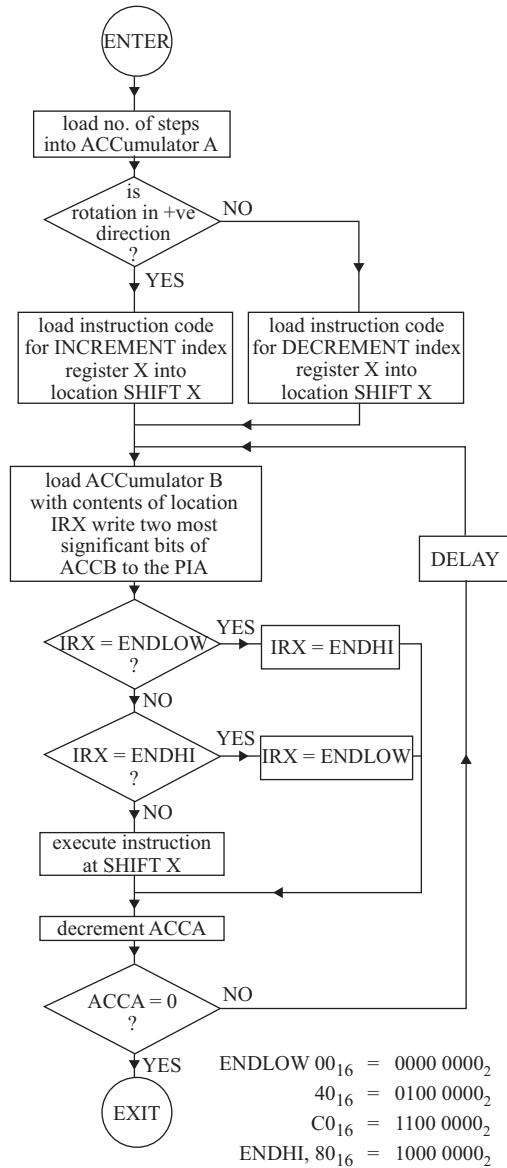 ENTER
load no. of steps
into ACCumulator A
is
rotation in +ve
direction
?
NO
YES
load instruction code
for INCREMENT index
register X into
location SHIFT X
load instruction code
for DECREMENT index
register X into
location SHIFT X
load ACCumulator B
with contents of location
IRX write two most
significant bits of
ACCB to the PIA
DELAY
IRX = ENDLOW
?
YES
IRX = ENDHI
NO
IRX = ENDHI
?
YES
IRX = ENDLOW
NO
execute instruction
at SHIFT X
decrement ACCA
ACCA = 0
?
NO
YES
EXIT
ENDLOW 00₁₆ = 0000 0000₂
40₁₆ = 0100 0000₂
C0₁₆ = 1100 0000₂
ENDHI, 80₁₆ = 1000 0000₂